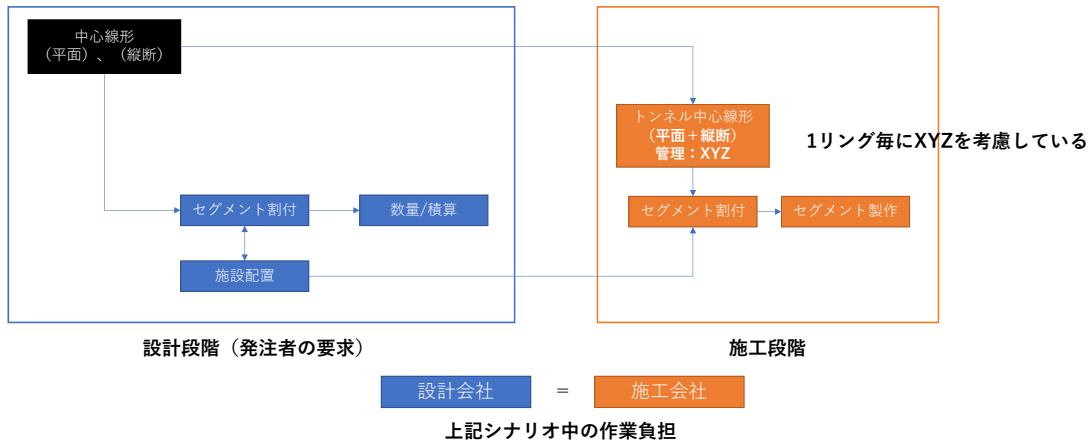 中心線形
（平面）、（縦断）
トンネル中心線形
（平面＋縦断）
管理：XYZ
1リング毎にXYZを考慮している
セグメント割付
数量/積算
セグメント割付
セグメント製作
施設配置
設計段階（発注者の要求）
施工段階
設計会社
=
施工会社
上記シナリオ中の作業負担